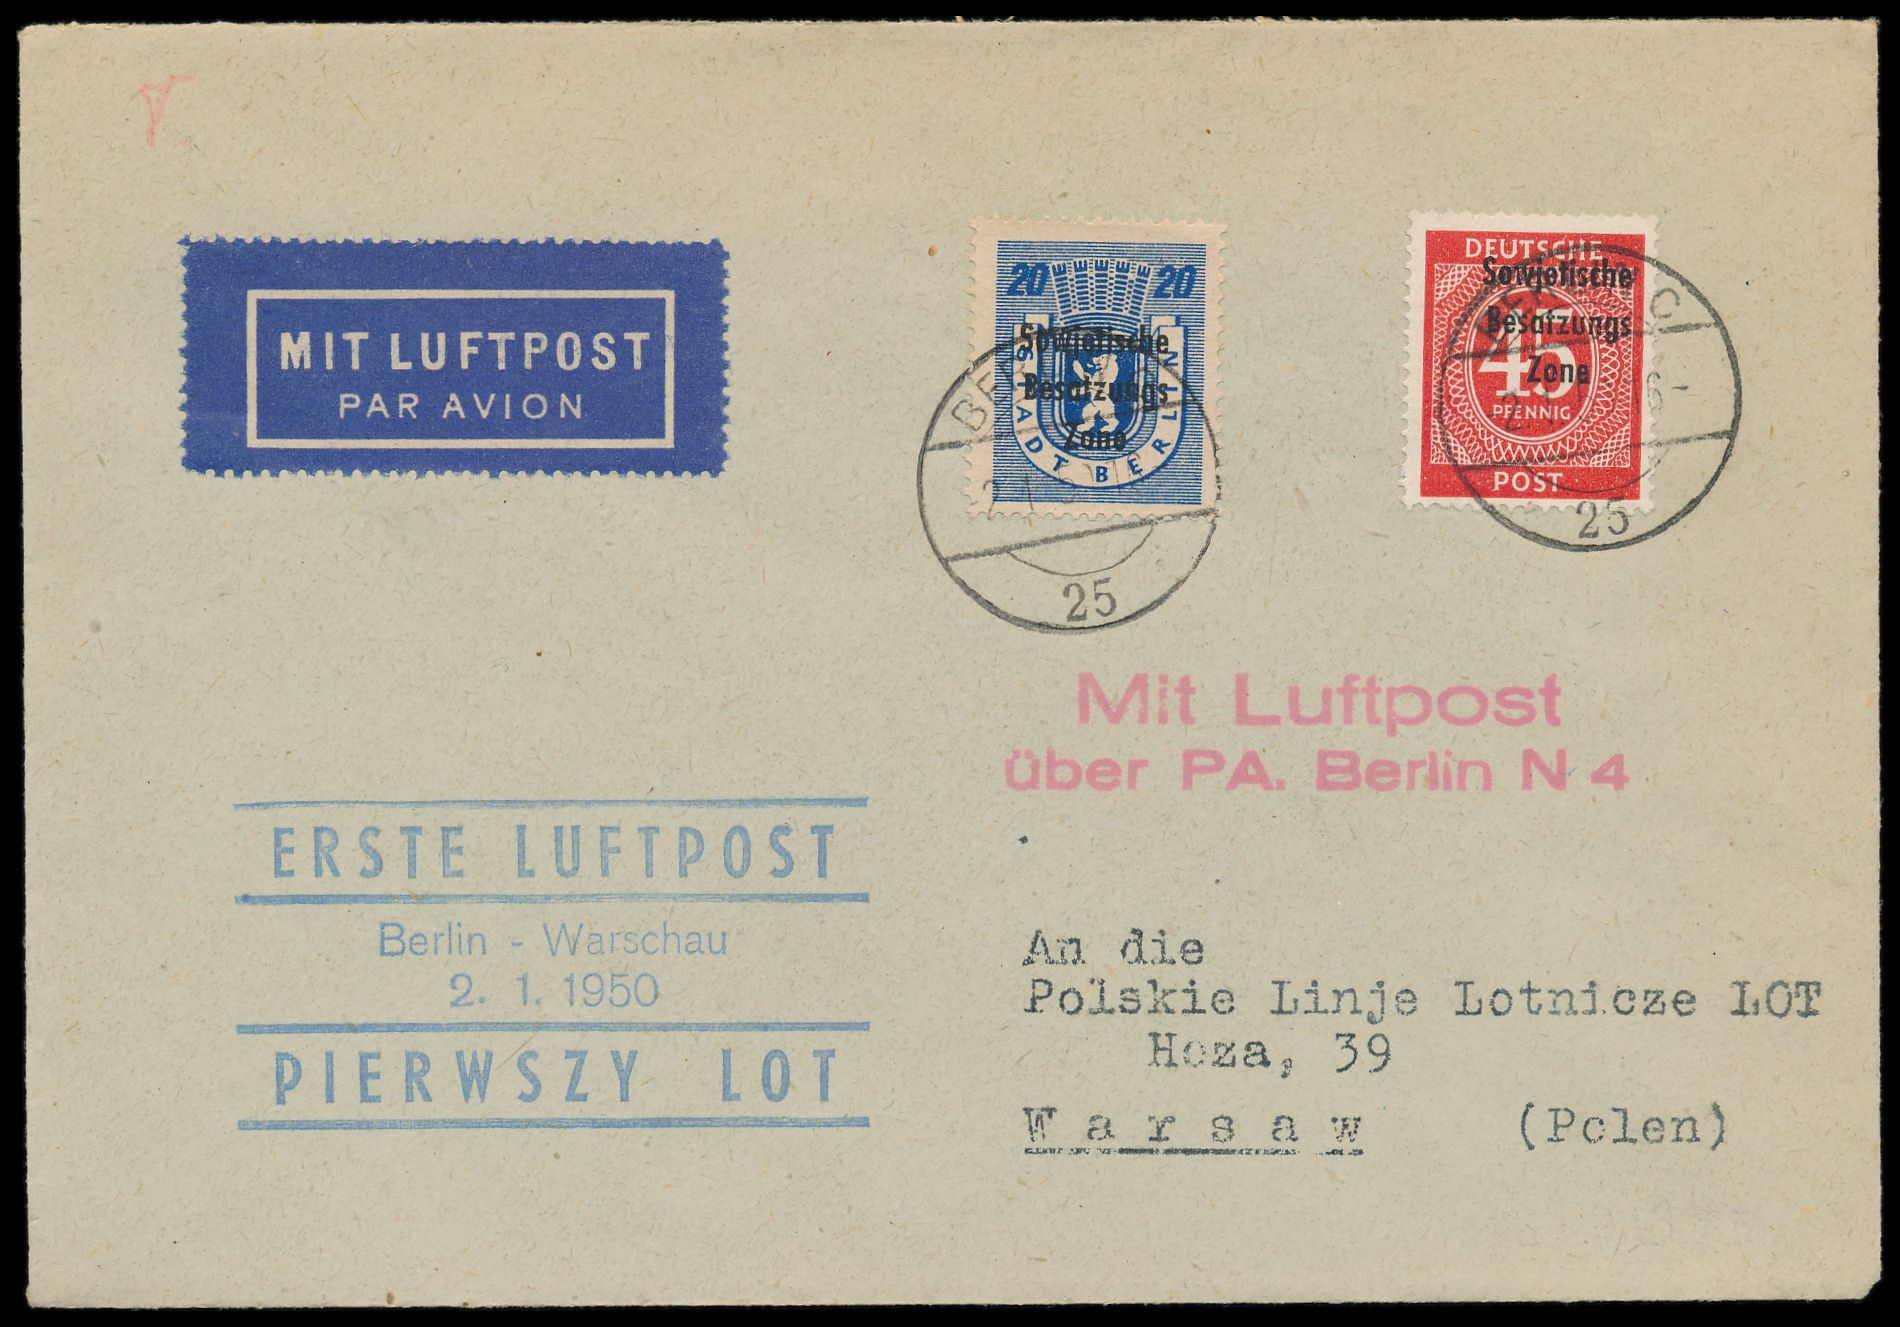 MIT LUFTPOST
PAR AVION
20 20
STADT BERLIN
Sowjetische
Besatzungs
Zone
25
DEUTSCHE
Sowjetische
Besatzungs
Zone
45
PFENNIG
POST
25
Mit Luftpost
über PA. Berlin N 4
ERSTE LUFTPOST
Berlin - Warschau
2. 1. 1950
PIERWSZY LOT
An die
Polskie Linje Lotnicze LOT
Hoza, 39
Warsaw (Polen)